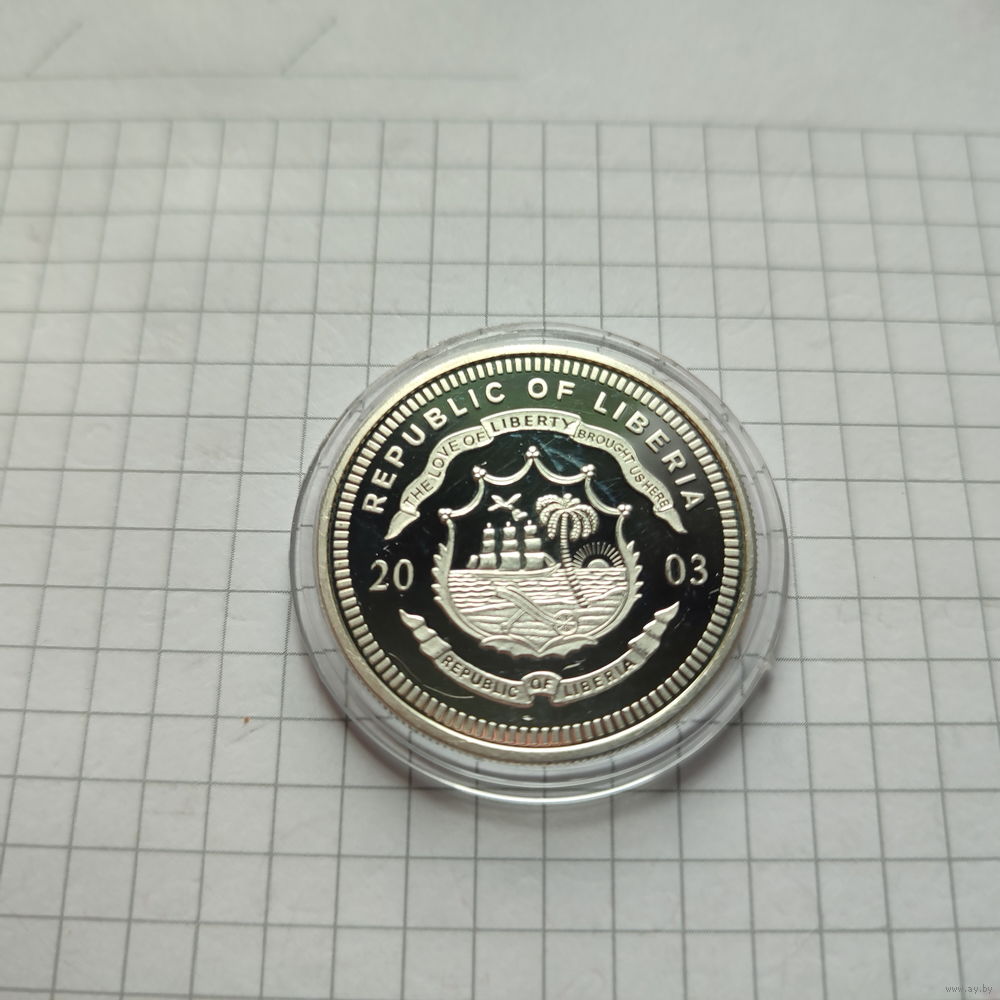 REPUBLIC OF LIBERIA
THE LOVE OF LIBERTY BROUGHT US HERE
20 03
REPUBLIC OF LIBERIA
www.ay.by